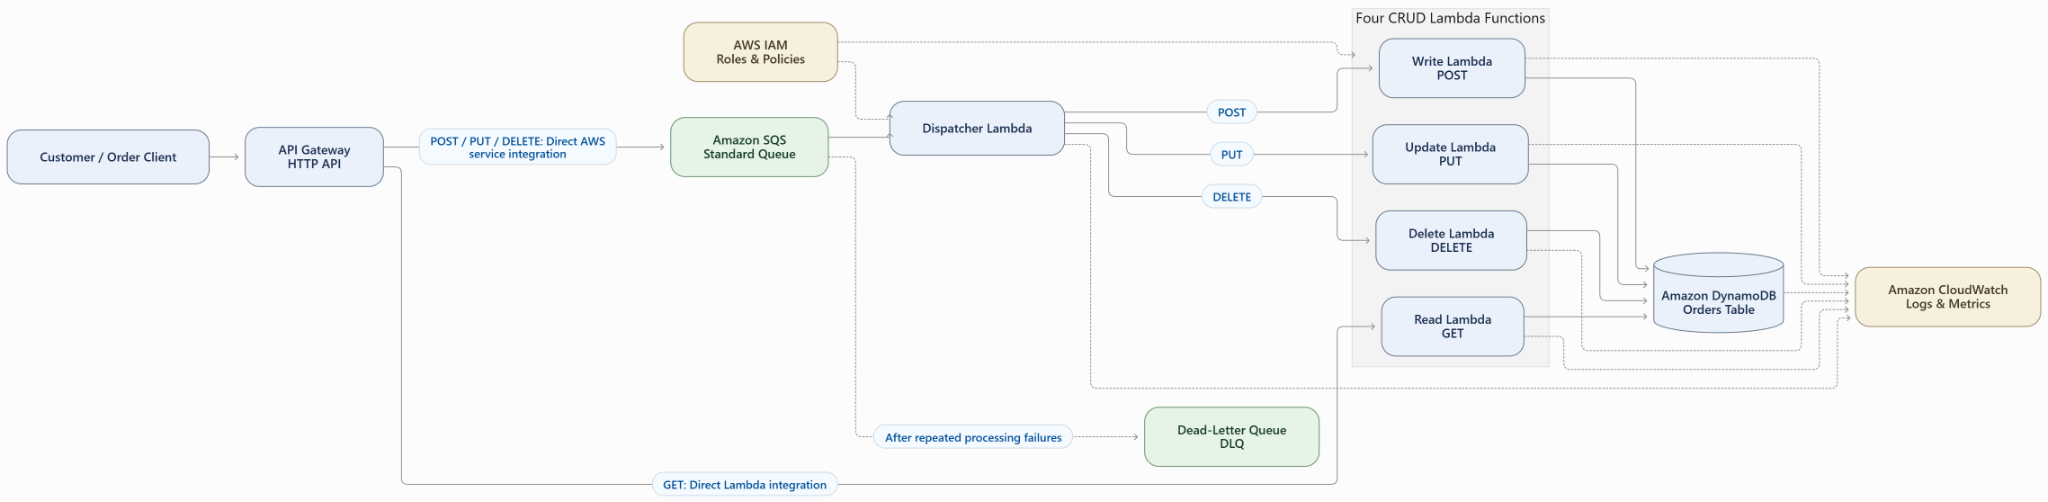 Four CRUD Lambda Functions
AWS IAM
Roles & Policies
Write Lambda
POST
POST
Dispatcher Lambda
Customer / Order Client
API Gateway
HTTP API
POST / PUT / DELETE: Direct AWS
service integration
Amazon SQS
Standard Queue
PUT
Update Lambda
PUT
DELETE
Delete Lambda
DELETE
Amazon DynamoDB
Orders Table
Amazon CloudWatch
Logs & Metrics
Read Lambda
GET
After repeated processing failures
Dead-Letter Queue
DLQ
GET: Direct Lambda integration